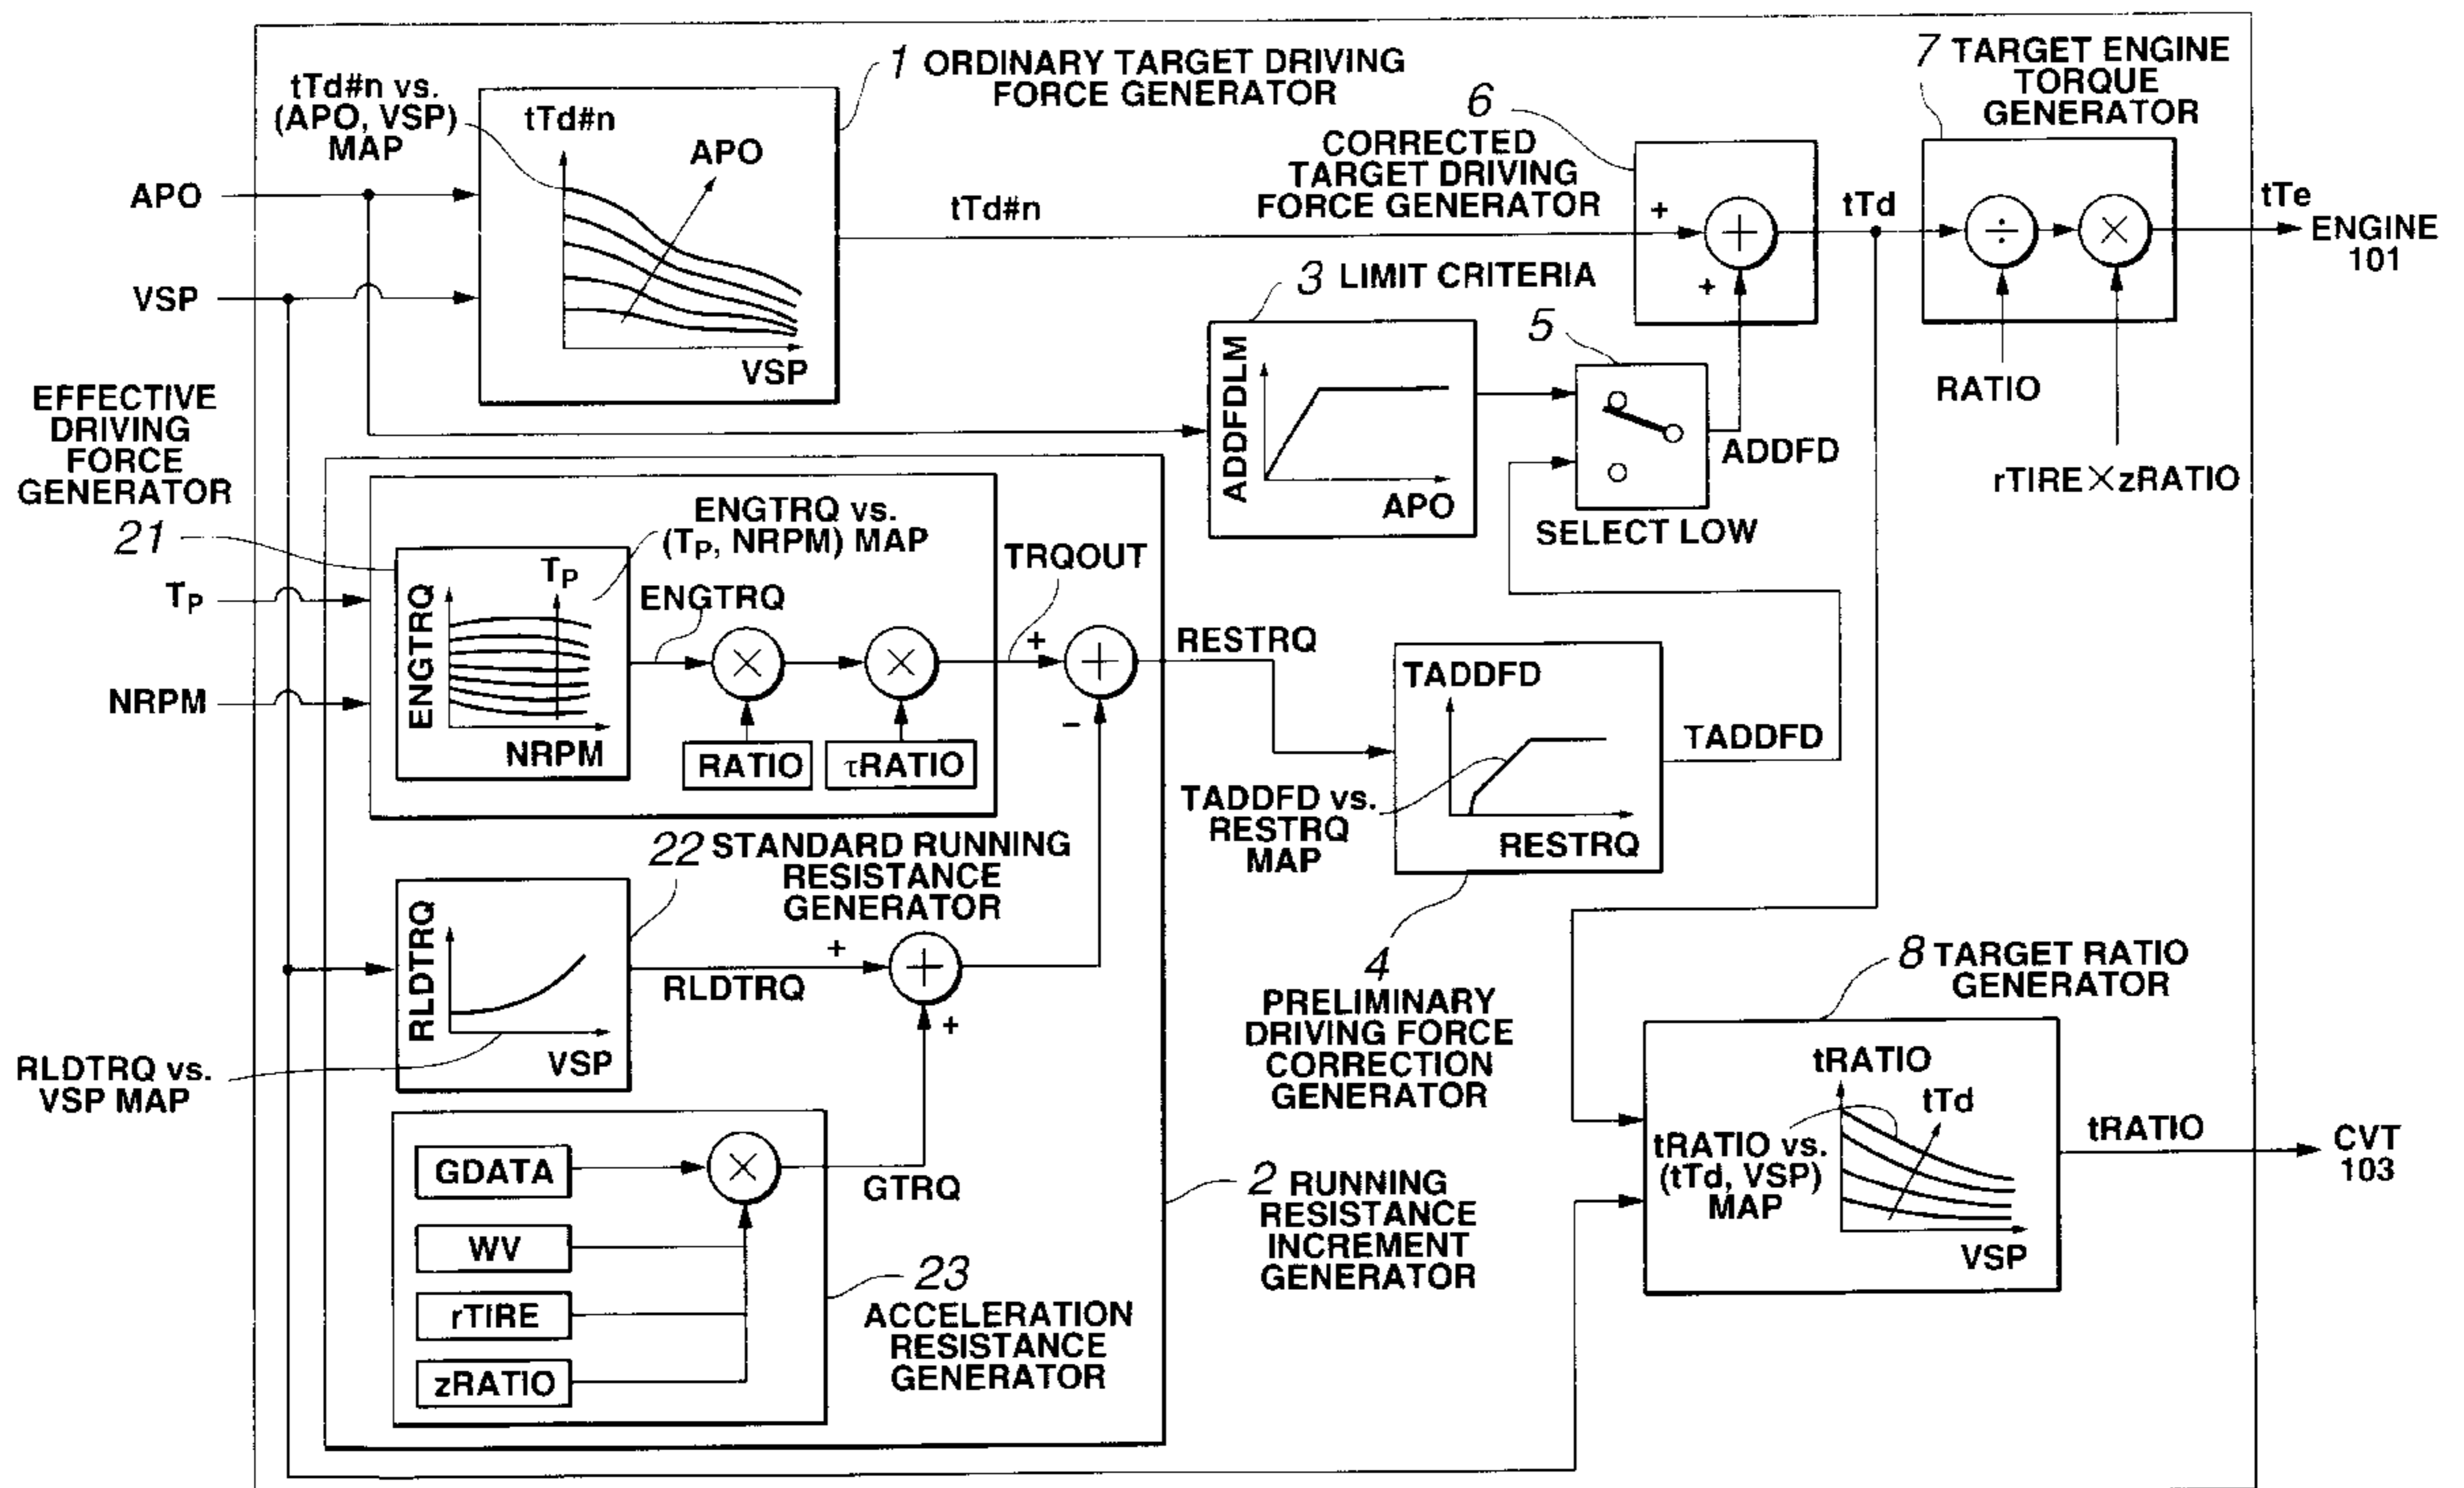 1 ORDINARY TARGET DRIVING
FORCE GENERATOR
tTd#n vs.
(APO, VSP)
MAP
tTd#n
APO
VSP
APO
VSP
tTd#n
6
CORRECTED
TARGET DRIVING
FORCE GENERATOR
+
+
+
tTd
7 TARGET ENGINE
TORQUE
GENERATOR
÷
×
tTe
ENGINE
101
RATIO
rTIRE×zRATIO
3 LIMIT CRITERIA
ADDFDLM
APO
5
ADDFD
SELECT LOW
EFFECTIVE
DRIVING
FORCE
GENERATOR
21
TP
NRPM
ENGTRQ vs.
(TP, NRPM) MAP
ENGTRQ
TP
NRPM
ENGTRQ
×
×
RATIO
τRATIO
TRQOUT
+
+
−
RESTRQ
TADDFD
RESTRQ
TADDFD
TADDFD vs.
RESTRQ
MAP
4
PRELIMINARY
DRIVING FORCE
CORRECTION
GENERATOR
22 STANDARD RUNNING
RESISTANCE
GENERATOR
RLDTRQ
VSP
RLDTRQ vs.
VSP MAP
RLDTRQ
+
+
+
GDATA
WV
rTIRE
zRATIO
×
GTRQ
23
ACCELERATION
RESISTANCE
GENERATOR
2 RUNNING
RESISTANCE
INCREMENT
GENERATOR
8 TARGET RATIO
GENERATOR
tRATIO
tTd
tRATIO vs.
(tTd, VSP)
MAP
VSP
tRATIO
CVT
103